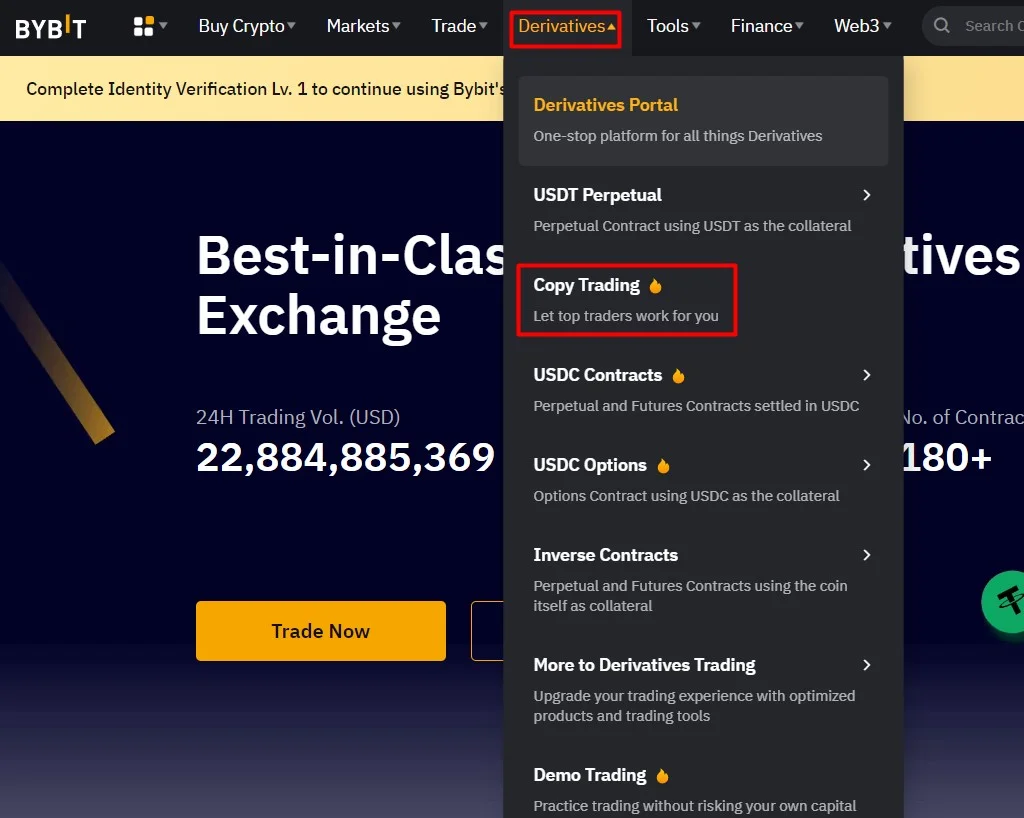 BYBIT
Buy Crypto
Markets
Trade
Derivatives
Tools
Finance
Web3
Search
Complete Identity Verification Lv. 1 to continue using Bybit's
Derivatives Portal
One-stop platform for all things Derivatives
USDT Perpetual
Perpetual Contract using USDT as the collateral
Copy Trading
Let top traders work for you
USDC Contracts
Perpetual and Futures Contracts settled in USDC
USDC Options
Options Contract using USDC as the collateral
Inverse Contracts
Perpetual and Futures Contracts using the coin
itself as collateral
More to Derivatives Trading
Upgrade your trading experience with optimized
products and trading tools
Demo Trading
Practice trading without risking your own capital
Best-in-Clas
tives
Exchange
24H Trading Vol. (USD)
22,884,885,369
No. of Contrac
180+
Trade Now